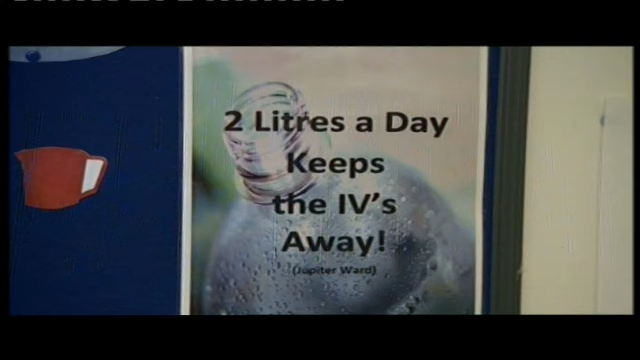 2 Litres a Day
Keeps
the IV's
Away!
(Jupiter Ward)